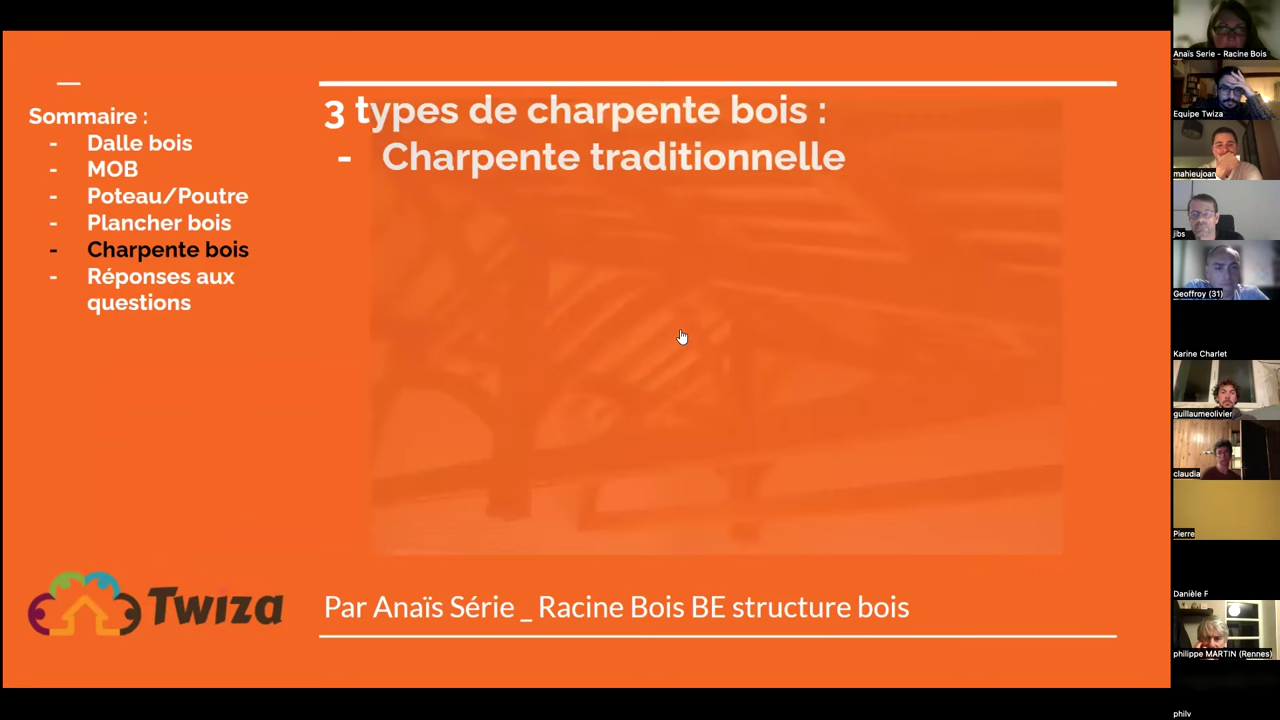 Sommaire :
- Dalle bois
- MOB
- Poteau/Poutre
- Plancher bois
- Charpente bois
- Réponses aux
questions
3 types de charpente bois :
- Charpente traditionnelle
Twiza
Par Anaïs Série _ Racine Bois BE structure bois
Anaïs Serie - Racine Bois
Equipe Twiza
mahieujoan
jibs
Geoffroy (31)
Karine Charlet
guillaumeolivier
claudia
Pierre
Danièle F
philippe MARTIN (Rennes)
philv